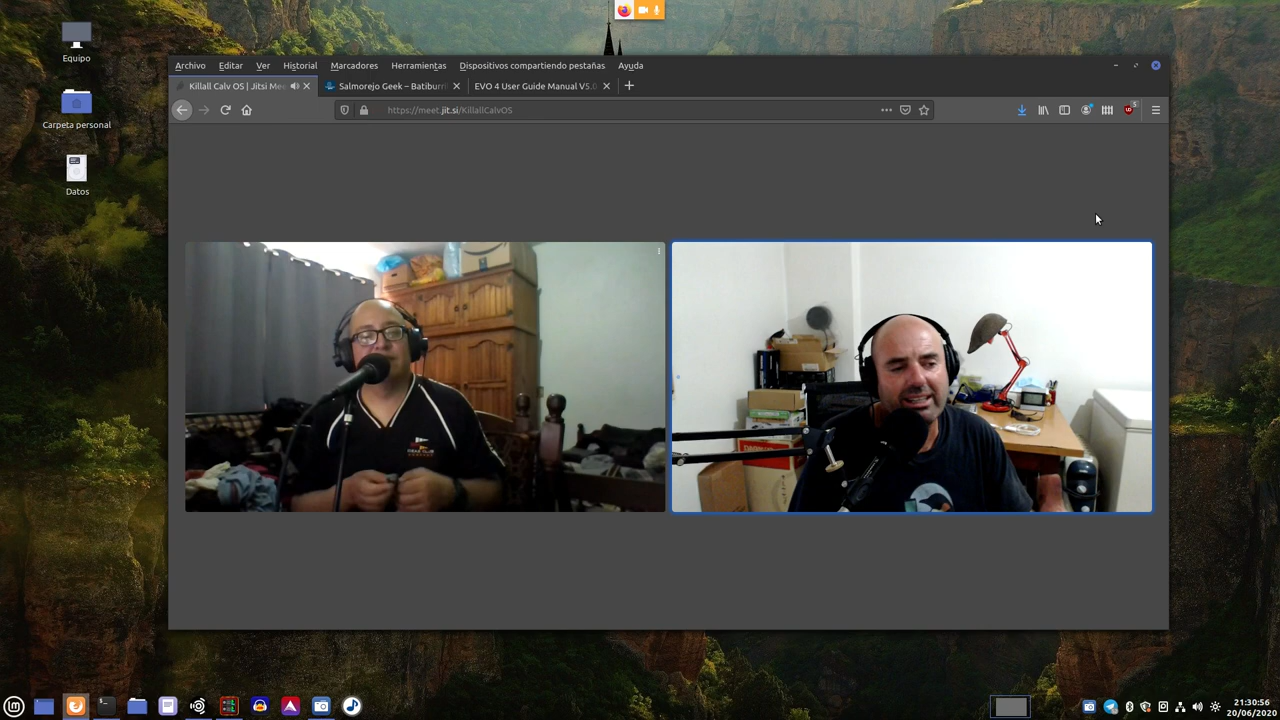 Equipo
Carpeta personal
Datos
Archivo Editar Ver Historial Marcadores Herramientas Dispositivos compartiendo pestañas Ayuda
Killall Calv OS | Jitsi Me
Salmorejo Geek – Batiburri
EVO 4 User Guide Manual V5.0
https://meet.jit.si/KillallCalvOS
5
21:30:56
20/06/2020